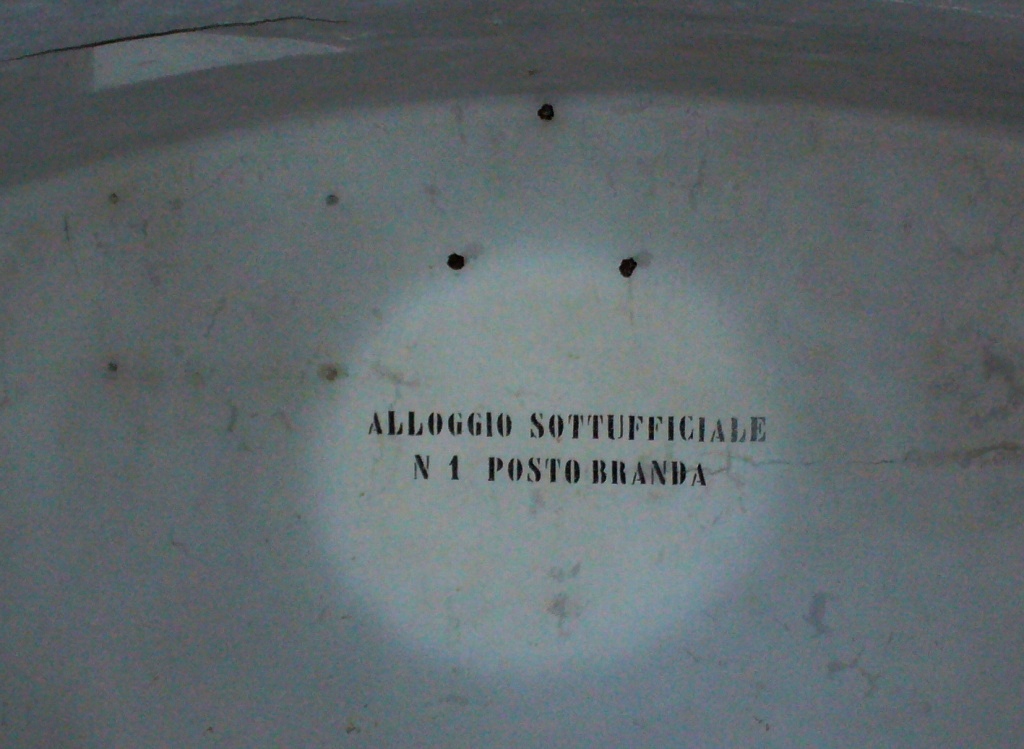 ALLOGGIO SOTTUFFICIALE
N 1 POSTO BRANDA